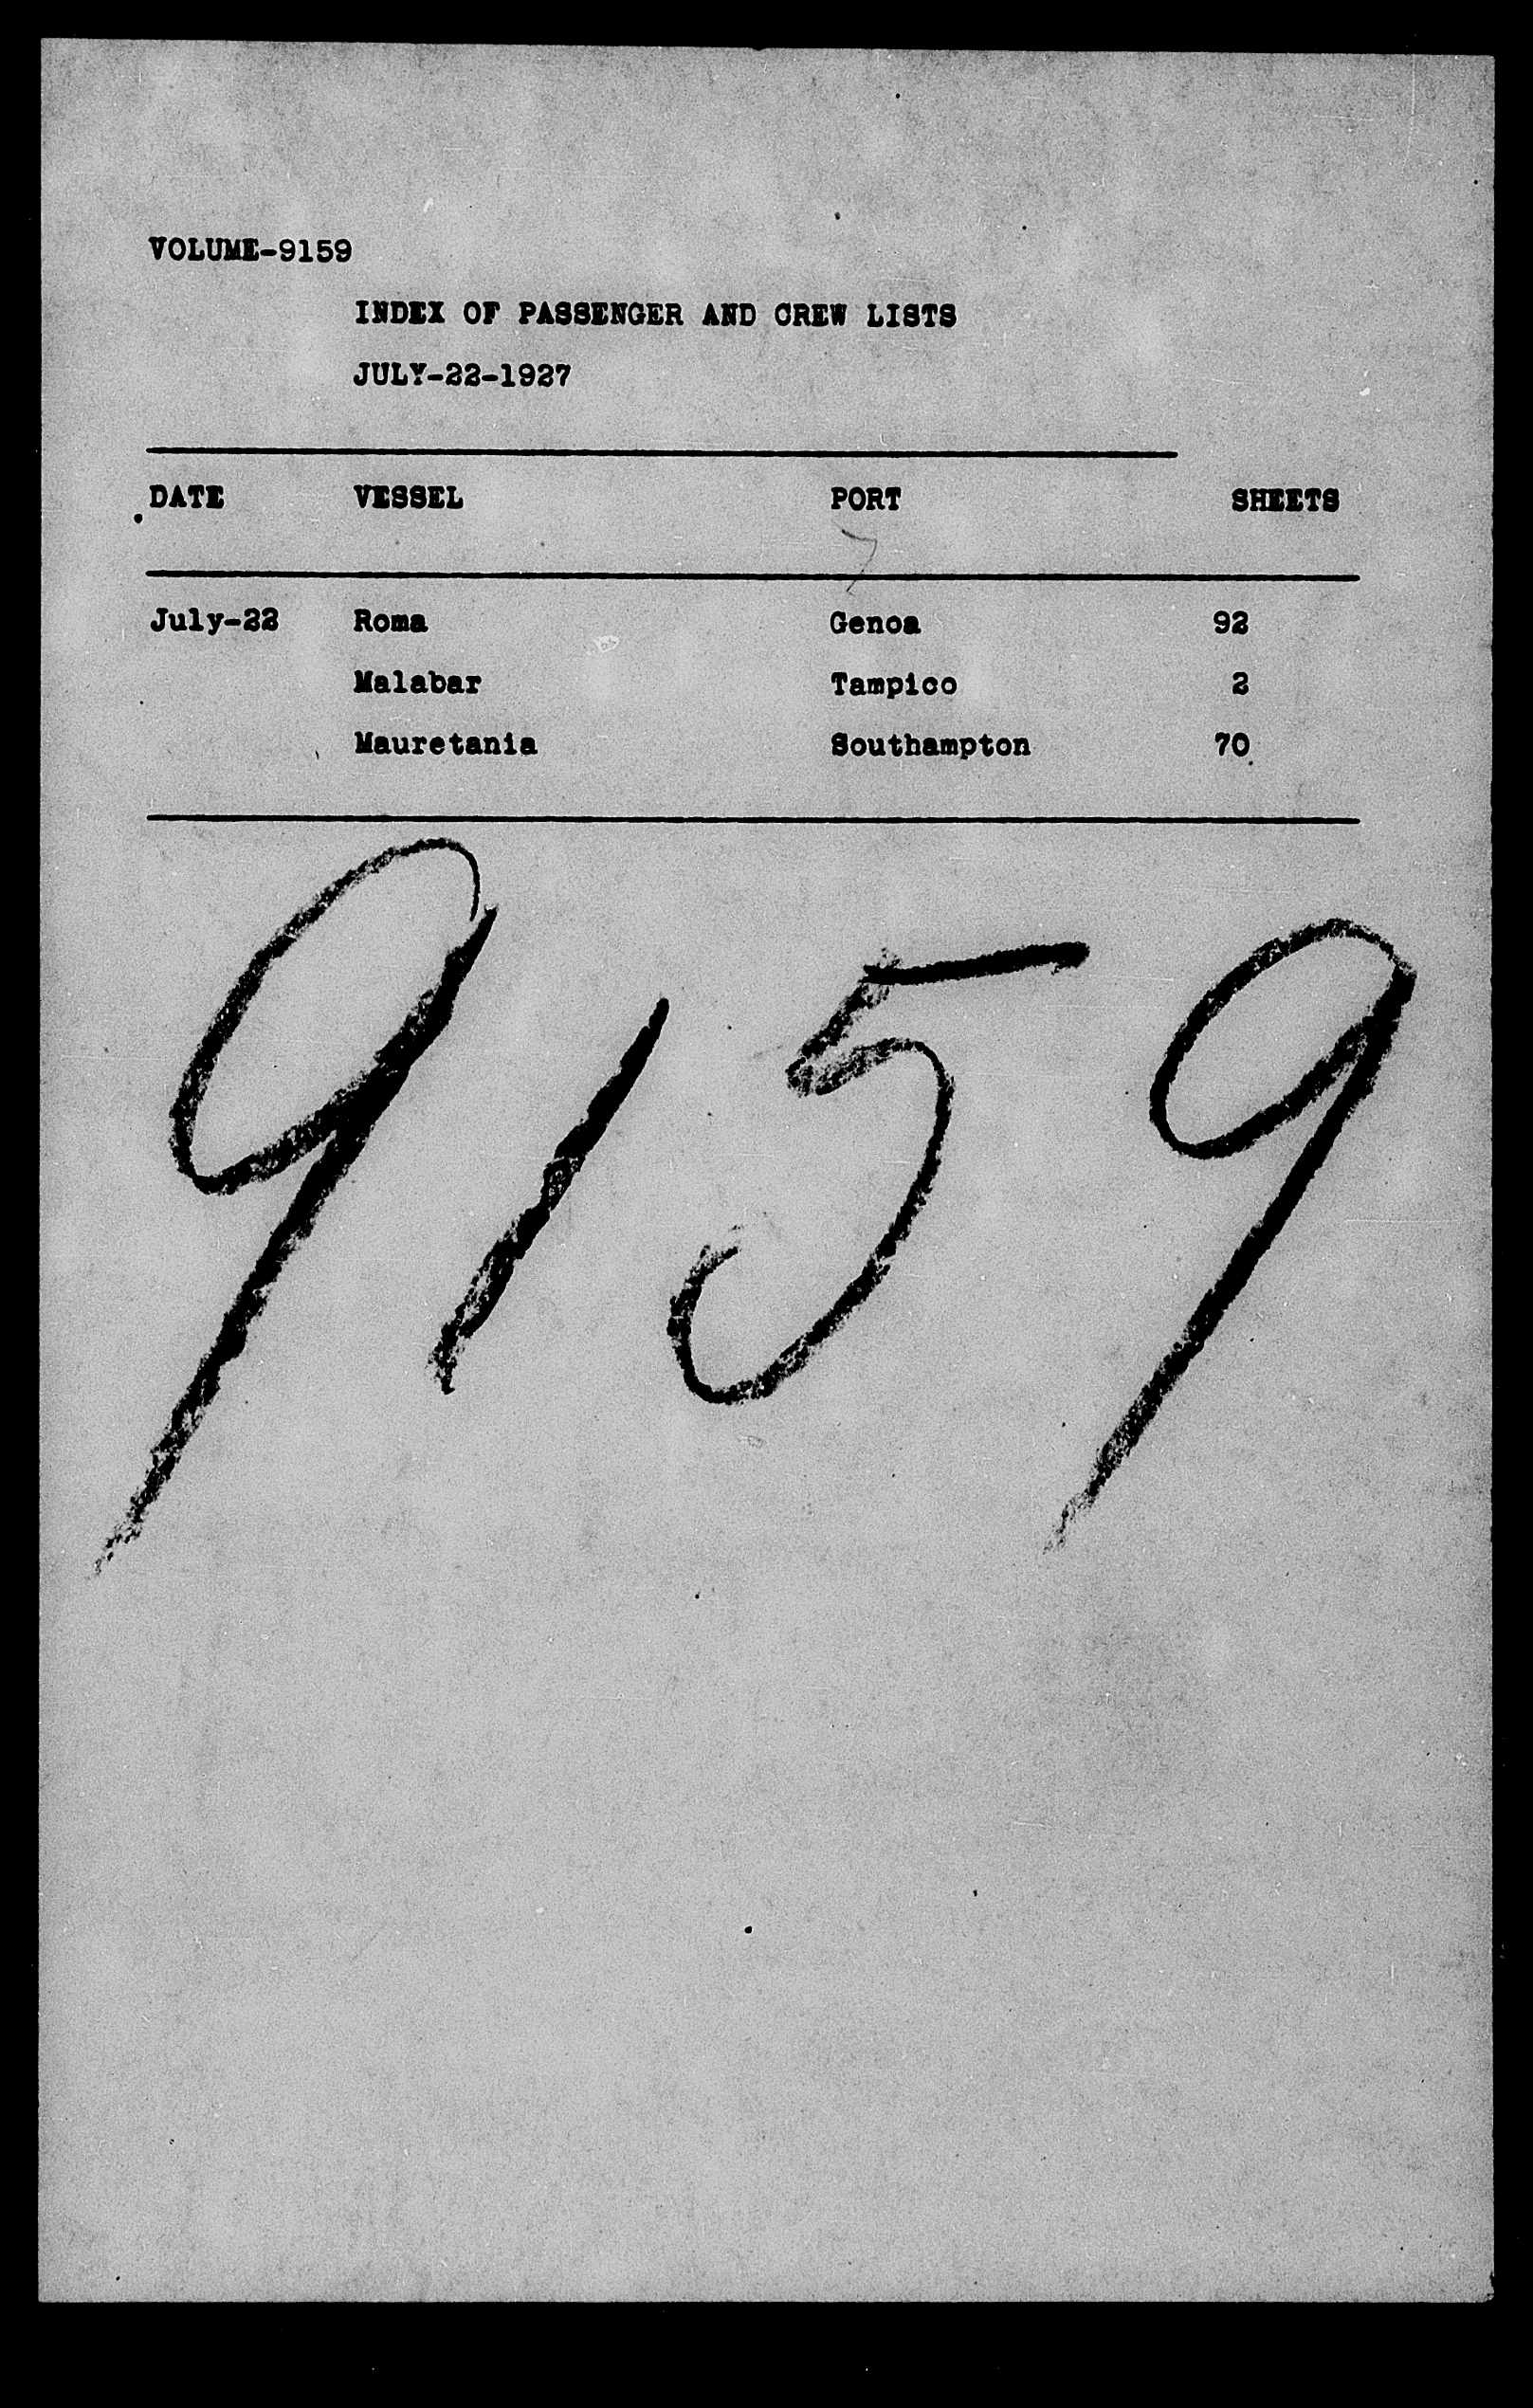 VOLUME-9159
INDEX OF PASSENGER AND CREW LISTS
JULY-22-1927
DATE VESSEL PORT SHEETS
July-22 Roma Genoa 92
Malabar Tampico 2
Mauretania Southampton 70
9159